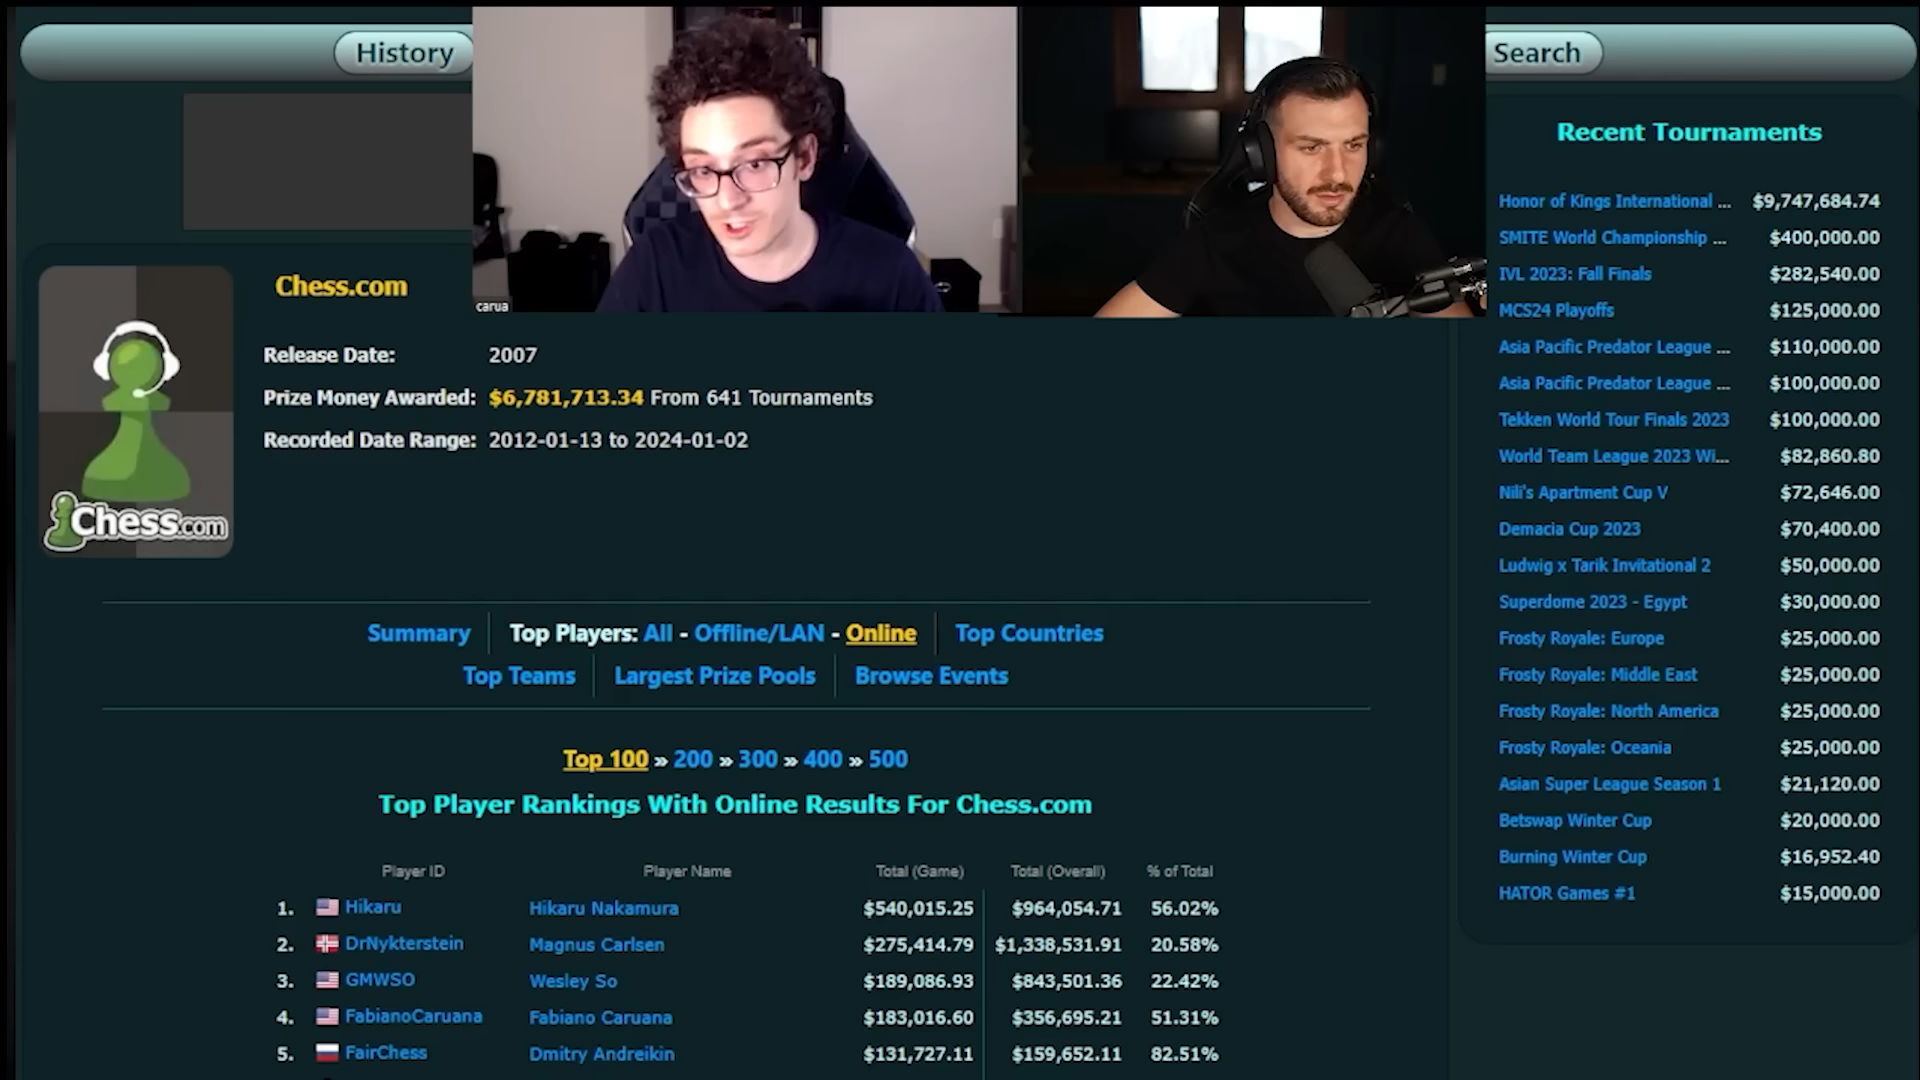 History
Search
carua
Chess.com
Release Date: 2007
Prize Money Awarded: $6,781,713.34 From 641 Tournaments
Recorded Date Range: 2012-01-13 to 2024-01-02
Chess.com
Summary
Top Players: All - Offline/LAN - Online
Top Countries
Top Teams
Largest Prize Pools
Browse Events
Top 100 » 200 » 300 » 400 » 500
Top Player Rankings With Online Results For Chess.com
Player ID Player Name Total (Game) Total (Overall) % of Total
1. Hikaru Hikaru Nakamura $540,015.25 $964,054.71 56.02%
2. DrNykterstein Magnus Carlsen $275,414.79 $1,338,531.91 20.58%
3. GMWSO Wesley So $189,086.93 $843,501.36 22.42%
4. FabianoCaruana Fabiano Caruana $183,016.60 $356,695.21 51.31%
5. FairChess Dmitry Andreikin $131,727.11 $159,652.11 82.51%
Recent Tournaments
Honor of Kings International ... $9,747,684.74
SMITE World Championship ... $400,000.00
IVL 2023: Fall Finals $282,540.00
MCS24 Playoffs $125,000.00
Asia Pacific Predator League ... $110,000.00
Asia Pacific Predator League ... $100,000.00
Tekken World Tour Finals 2023 $100,000.00
World Team League 2023 Wi... $82,860.80
Nili's Apartment Cup V $72,646.00
Demacia Cup 2023 $70,400.00
Ludwig x Tarik Invitational 2 $50,000.00
Superdome 2023 - Egypt $30,000.00
Frosty Royale: Europe $25,000.00
Frosty Royale: Middle East $25,000.00
Frosty Royale: North America $25,000.00
Frosty Royale: Oceania $25,000.00
Asian Super League Season 1 $21,120.00
Betswap Winter Cup $20,000.00
Burning Winter Cup $16,952.40
HATOR Games #1 $15,000.00